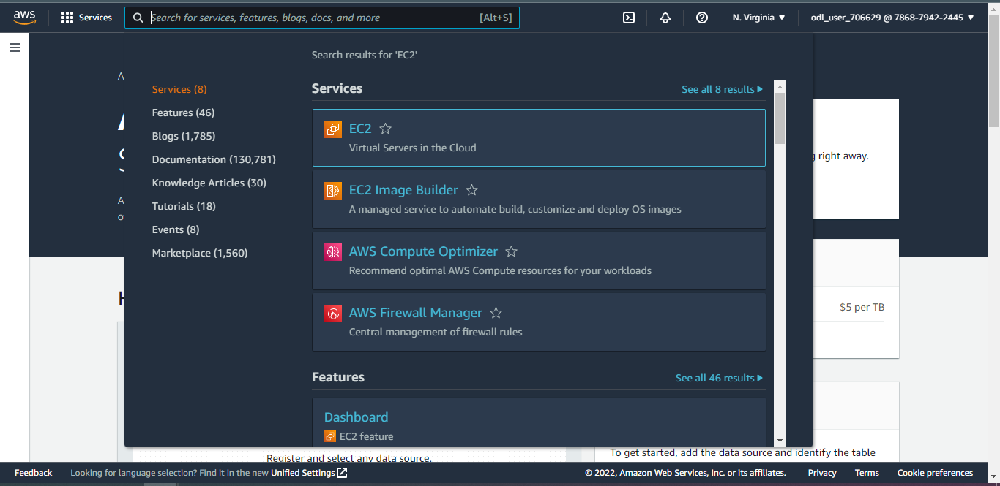 aws
Services
Search for services, features, blogs, docs, and more
[Alt+S]
N. Virginia
odl_user_706629 @ 7868-7942-2445
Search results for 'EC2'
Services (8)
Features (46)
Blogs (1,785)
Documentation (130,781)
Knowledge Articles (30)
Tutorials (18)
Events (8)
Marketplace (1,560)
Services
See all 8 results
EC2
Virtual Servers in the Cloud
EC2 Image Builder
A managed service to automate build, customize and deploy OS images
AWS Compute Optimizer
Recommend optimal AWS Compute resources for your workloads
AWS Firewall Manager
Central management of firewall rules
Features
See all 46 results
Dashboard
EC2 feature
right away.
$5 per TB
Register and select any data source.
To get started, add the data source and identify the table
Feedback
Looking for language selection? Find it in the new Unified Settings
© 2022, Amazon Web Services, Inc. or its affiliates.
Privacy
Terms
Cookie preferences